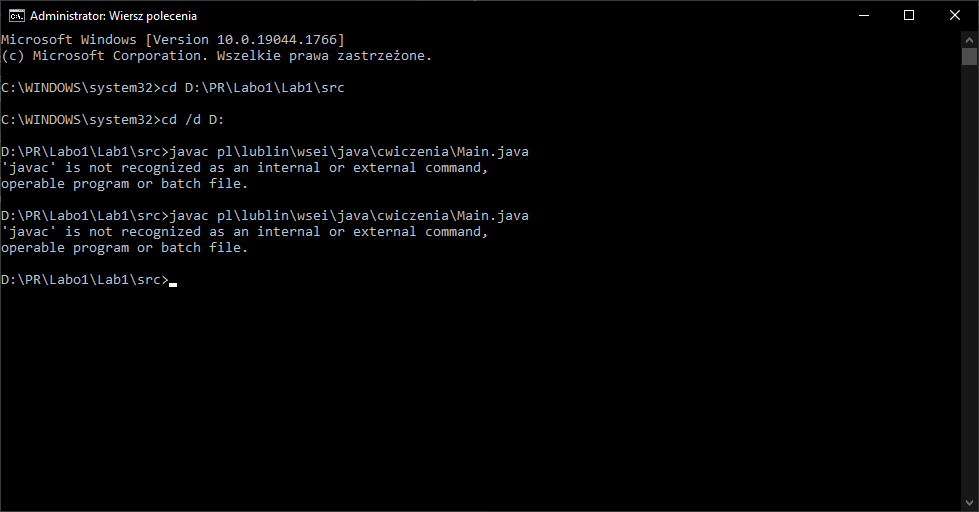 Administrator: Wiersz polecenia
Microsoft Windows [Version 10.0.19044.1766]
(c) Microsoft Corporation. Wszelkie prawa zastrzeżone.
C:\WINDOWS\system32>cd D:\PR\Labo1\Lab1\src
C:\WINDOWS\system32>cd /d D:
D:\PR\Labo1\Lab1\src>javac pl\lublin\wsei\java\cwiczenia\Main.java
'javac' is not recognized as an internal or external command,
operable program or batch file.
D:\PR\Labo1\Lab1\src>javac pl\lublin\wsei\java\cwiczenia\Main.java
'javac' is not recognized as an internal or external command,
operable program or batch file.
D:\PR\Labo1\Lab1\src>